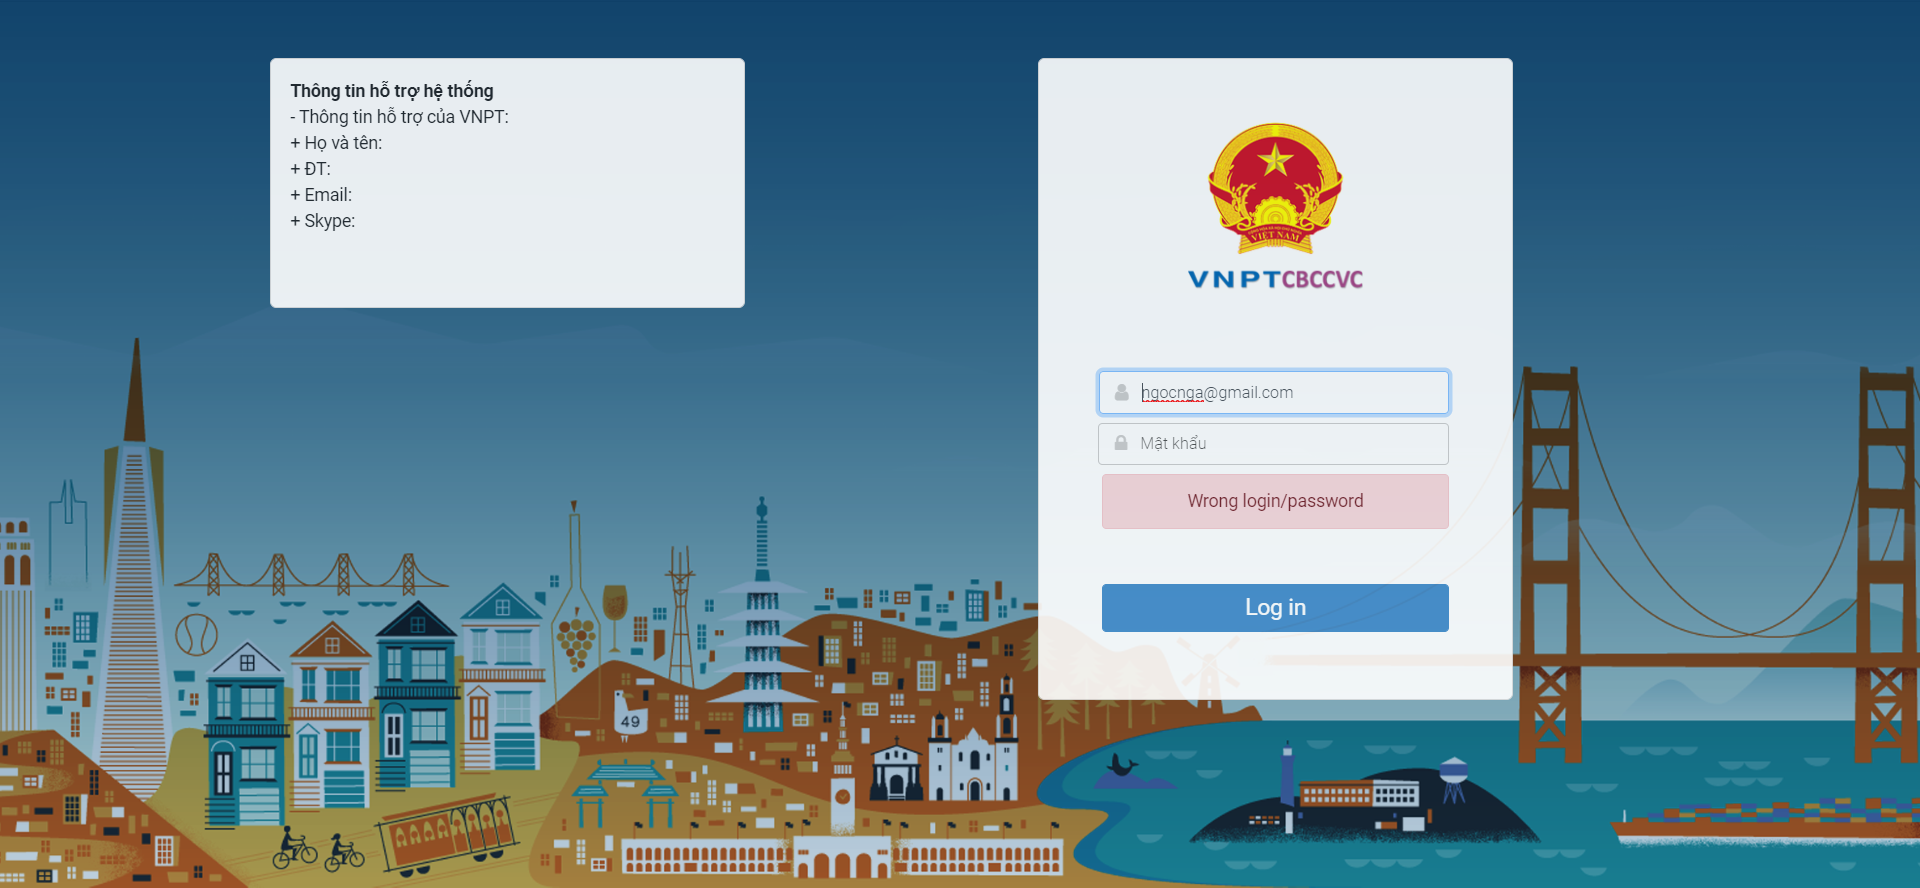 Thông tin hỗ trợ hệ thống
- Thông tin hỗ trợ của VNPT:
+ Họ và tên:
+ ĐT:
+ Email:
+ Skype:
VIỆT NAM
VNPTCBCCVC
ngocnga@gmail.com
Mật khẩu
Wrong login/password
Log in
49